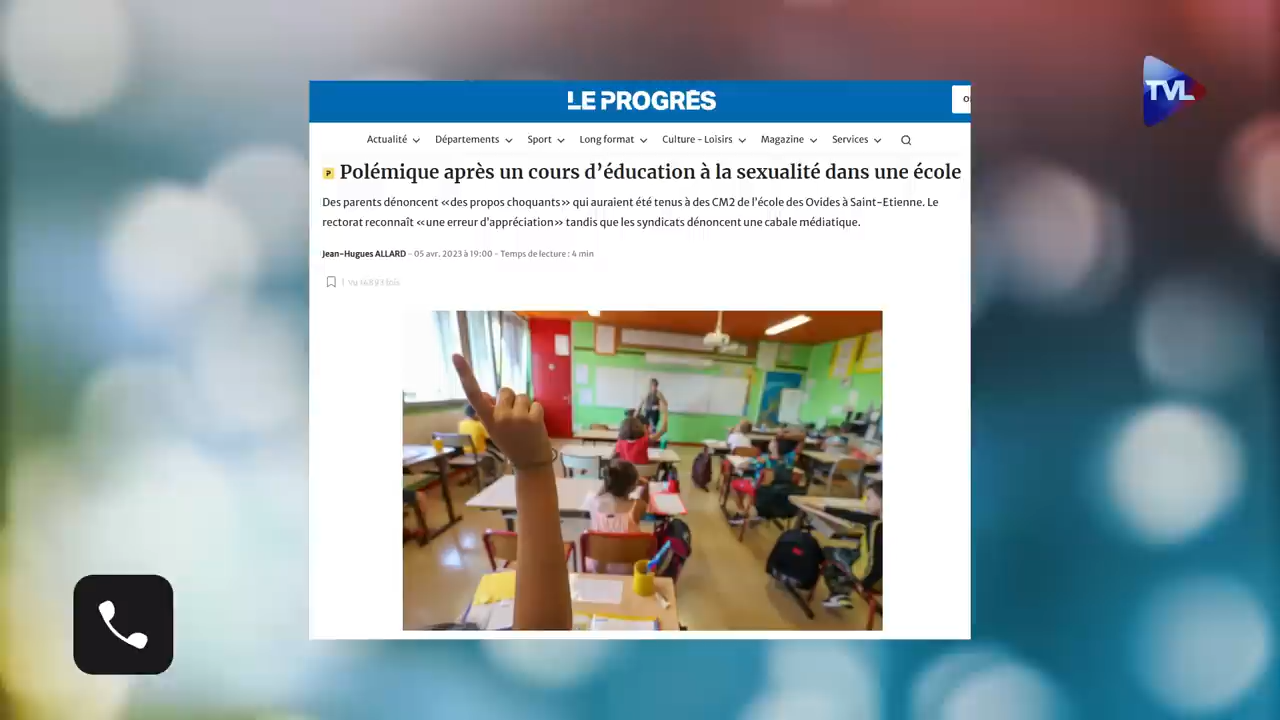 TVL
LE PROGRÈS
Actualité Départements Sport Long format Culture - Loisirs Magazine Services
P Polémique après un cours d’éducation à la sexualité dans une école
Des parents dénoncent «des propos choquants» qui auraient été tenus à des CM2 de l’école des Ovides à Saint-Etienne. Le
rectorat reconnaît «une erreur d’appréciation» tandis que les syndicats dénoncent une cabale médiatique.
Jean-Hugues ALLARD - 05 avr. 2023 à 19:00 - Temps de lecture : 4 min